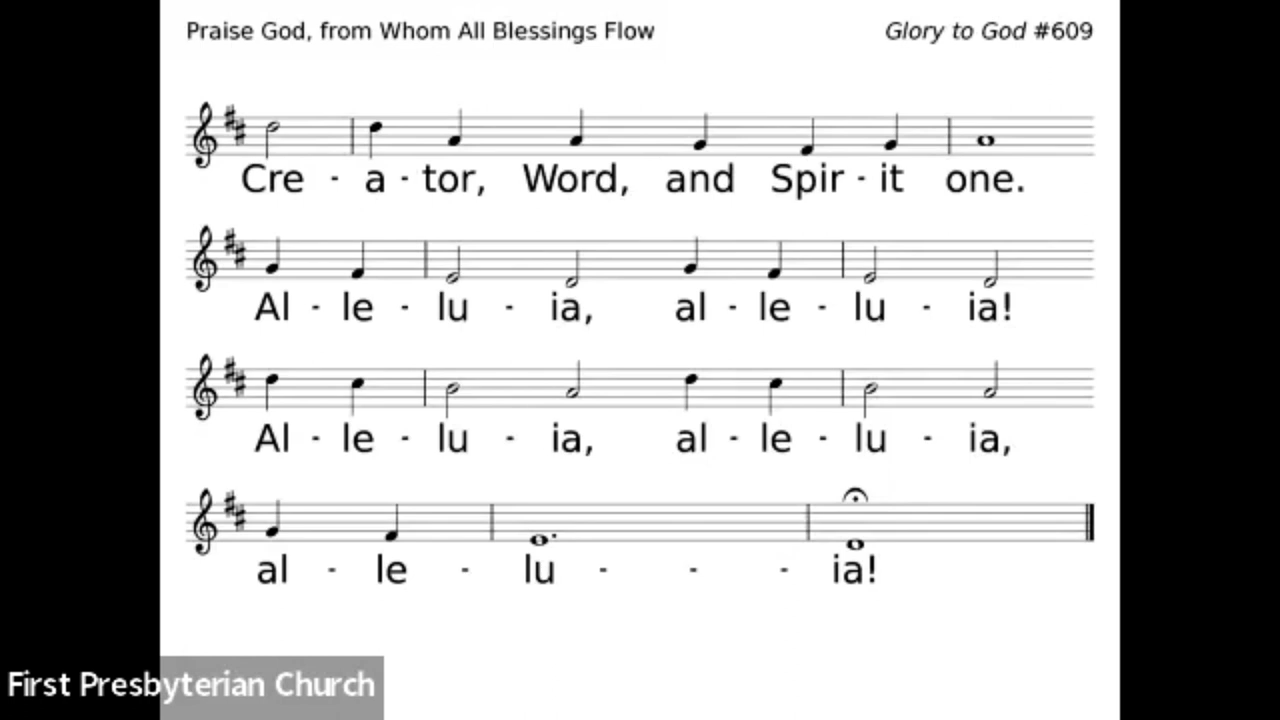 Praise God, from Whom All Blessings Flow
Glory to God #609
Cre - a - tor, Word, and Spir - it one.
Al - le - lu - ia, al - le - lu - ia!
Al - le - lu - ia, al - le - lu - ia,
al - le - lu - - - ia!
First Presbyterian Church